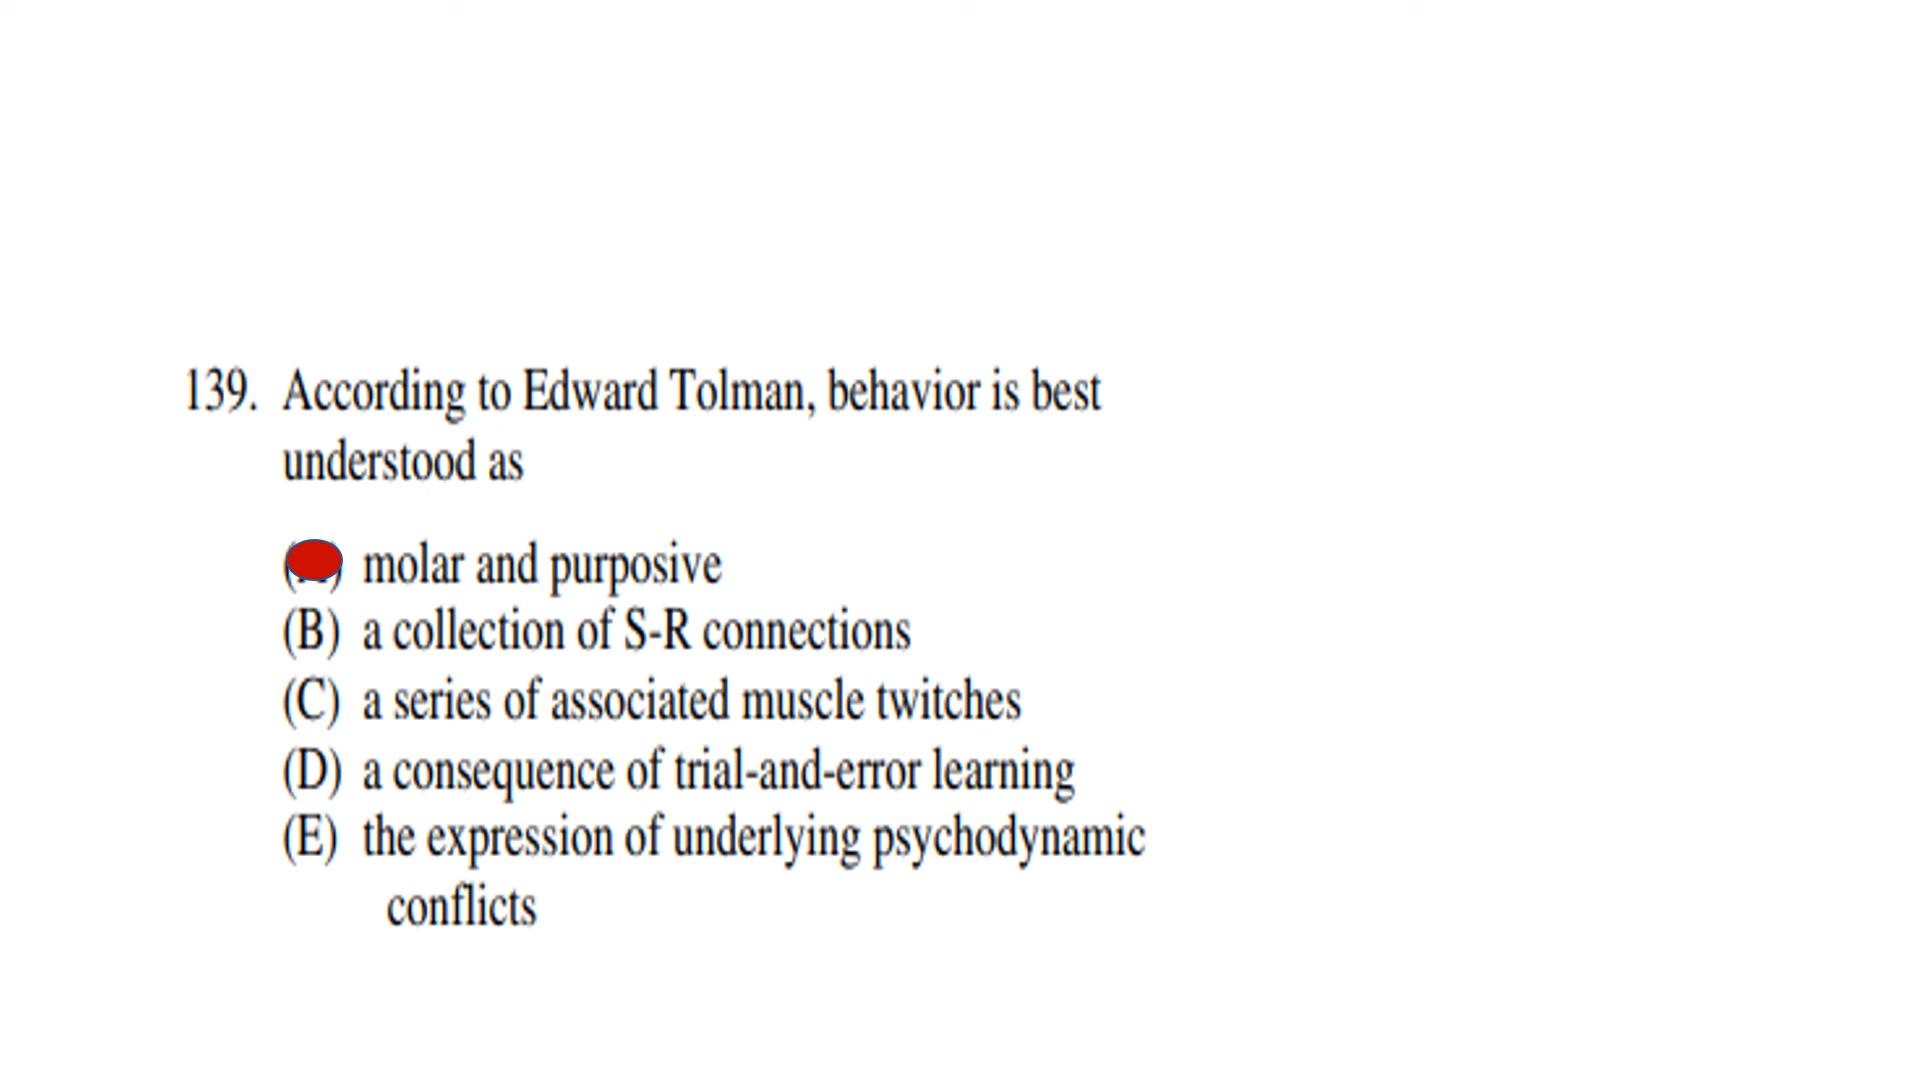 139. According to Edward Tolman, behavior is best
understood as
molar and purposive
(B) a collection of S-R connections
(C) a series of associated muscle twitches
(D) a consequence of trial-and-error learning
(E) the expression of underlying psychodynamic
conflicts